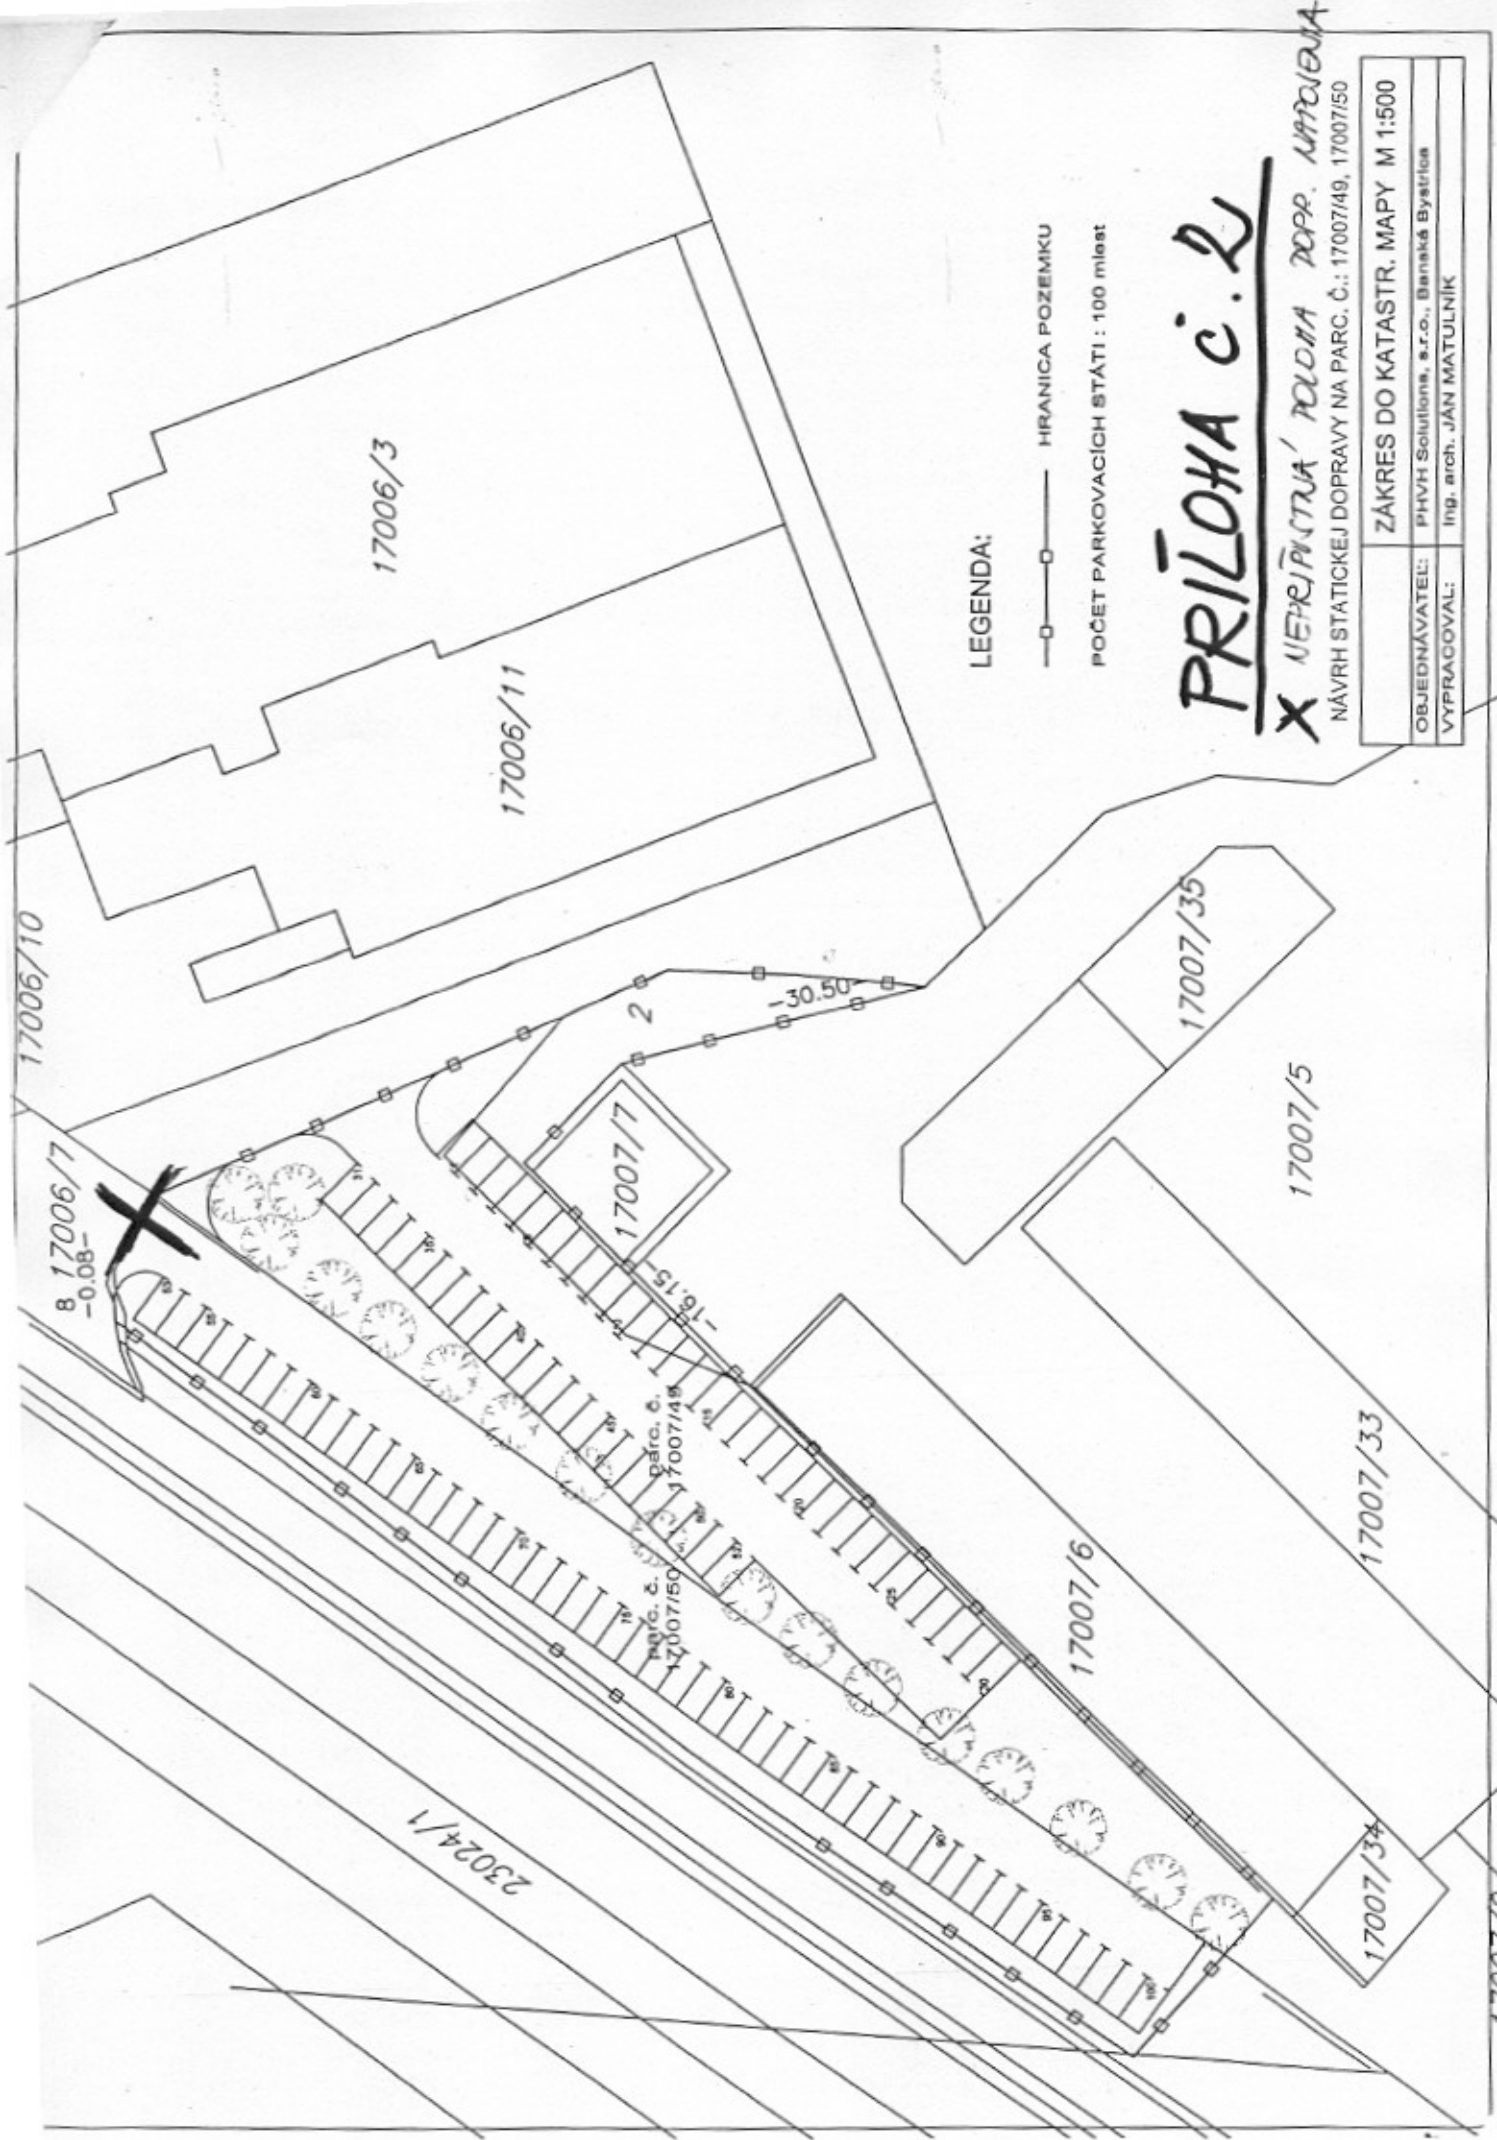 17006/10
17006/3
17006/11
8 17006/7
-0.08-
2
-30.50-
17007/7
-16.15-
17007/35
17007/5
parc. č.
17007/49
parc. č.
17007/50
17007/6
17007/33
17007/34
23024/1
LEGENDA:
HRANICA POZEMKU
POČET PARKOVACÍCH STÁTI : 100 miest
PRÍLOHA č. 2
X NEPRÍPUSTNÁ POLOHA DOPR. NAPOJENIA
NÁVRH STATICKEJ DOPRAVY NA PARC. Č.: 17007/49, 17007/50
ZÁKRES DO KATASTR. MAPY M 1:500
OBJEDNÁVATEĽ: PHVH Solutions, s.r.o., Banská Bystrica
VYPRACOVAL: Ing. arch. JÁN MATULNÍK